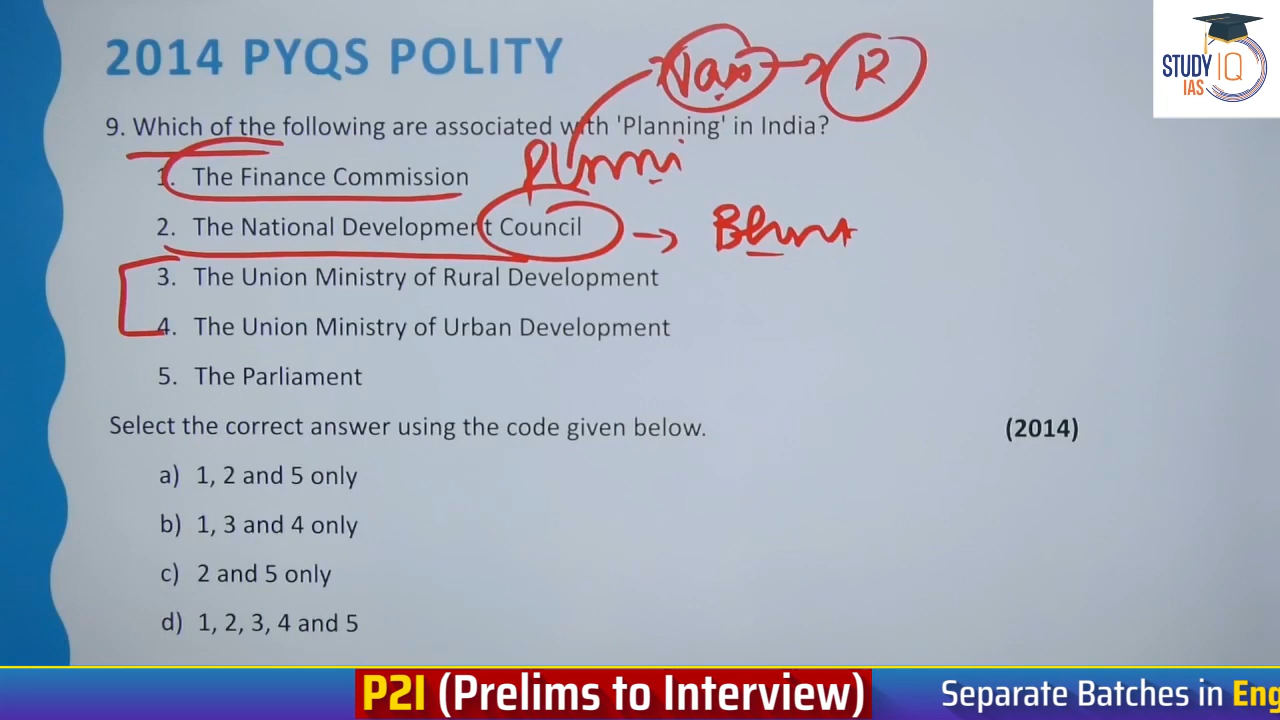 2014 PYQS POLITY
STUDY IQ
IAS
9. Which of the following are associated with 'Planning' in India?
1. The Finance Commission
2. The National Development Council
3. The Union Ministry of Rural Development
4. The Union Ministry of Urban Development
5. The Parliament
Select the correct answer using the code given below.
(2014)
a) 1, 2 and 5 only
b) 1, 3 and 4 only
c) 2 and 5 only
d) 1, 2, 3, 4 and 5
P2I (Prelims to Interview)
Separate Batches in Eng